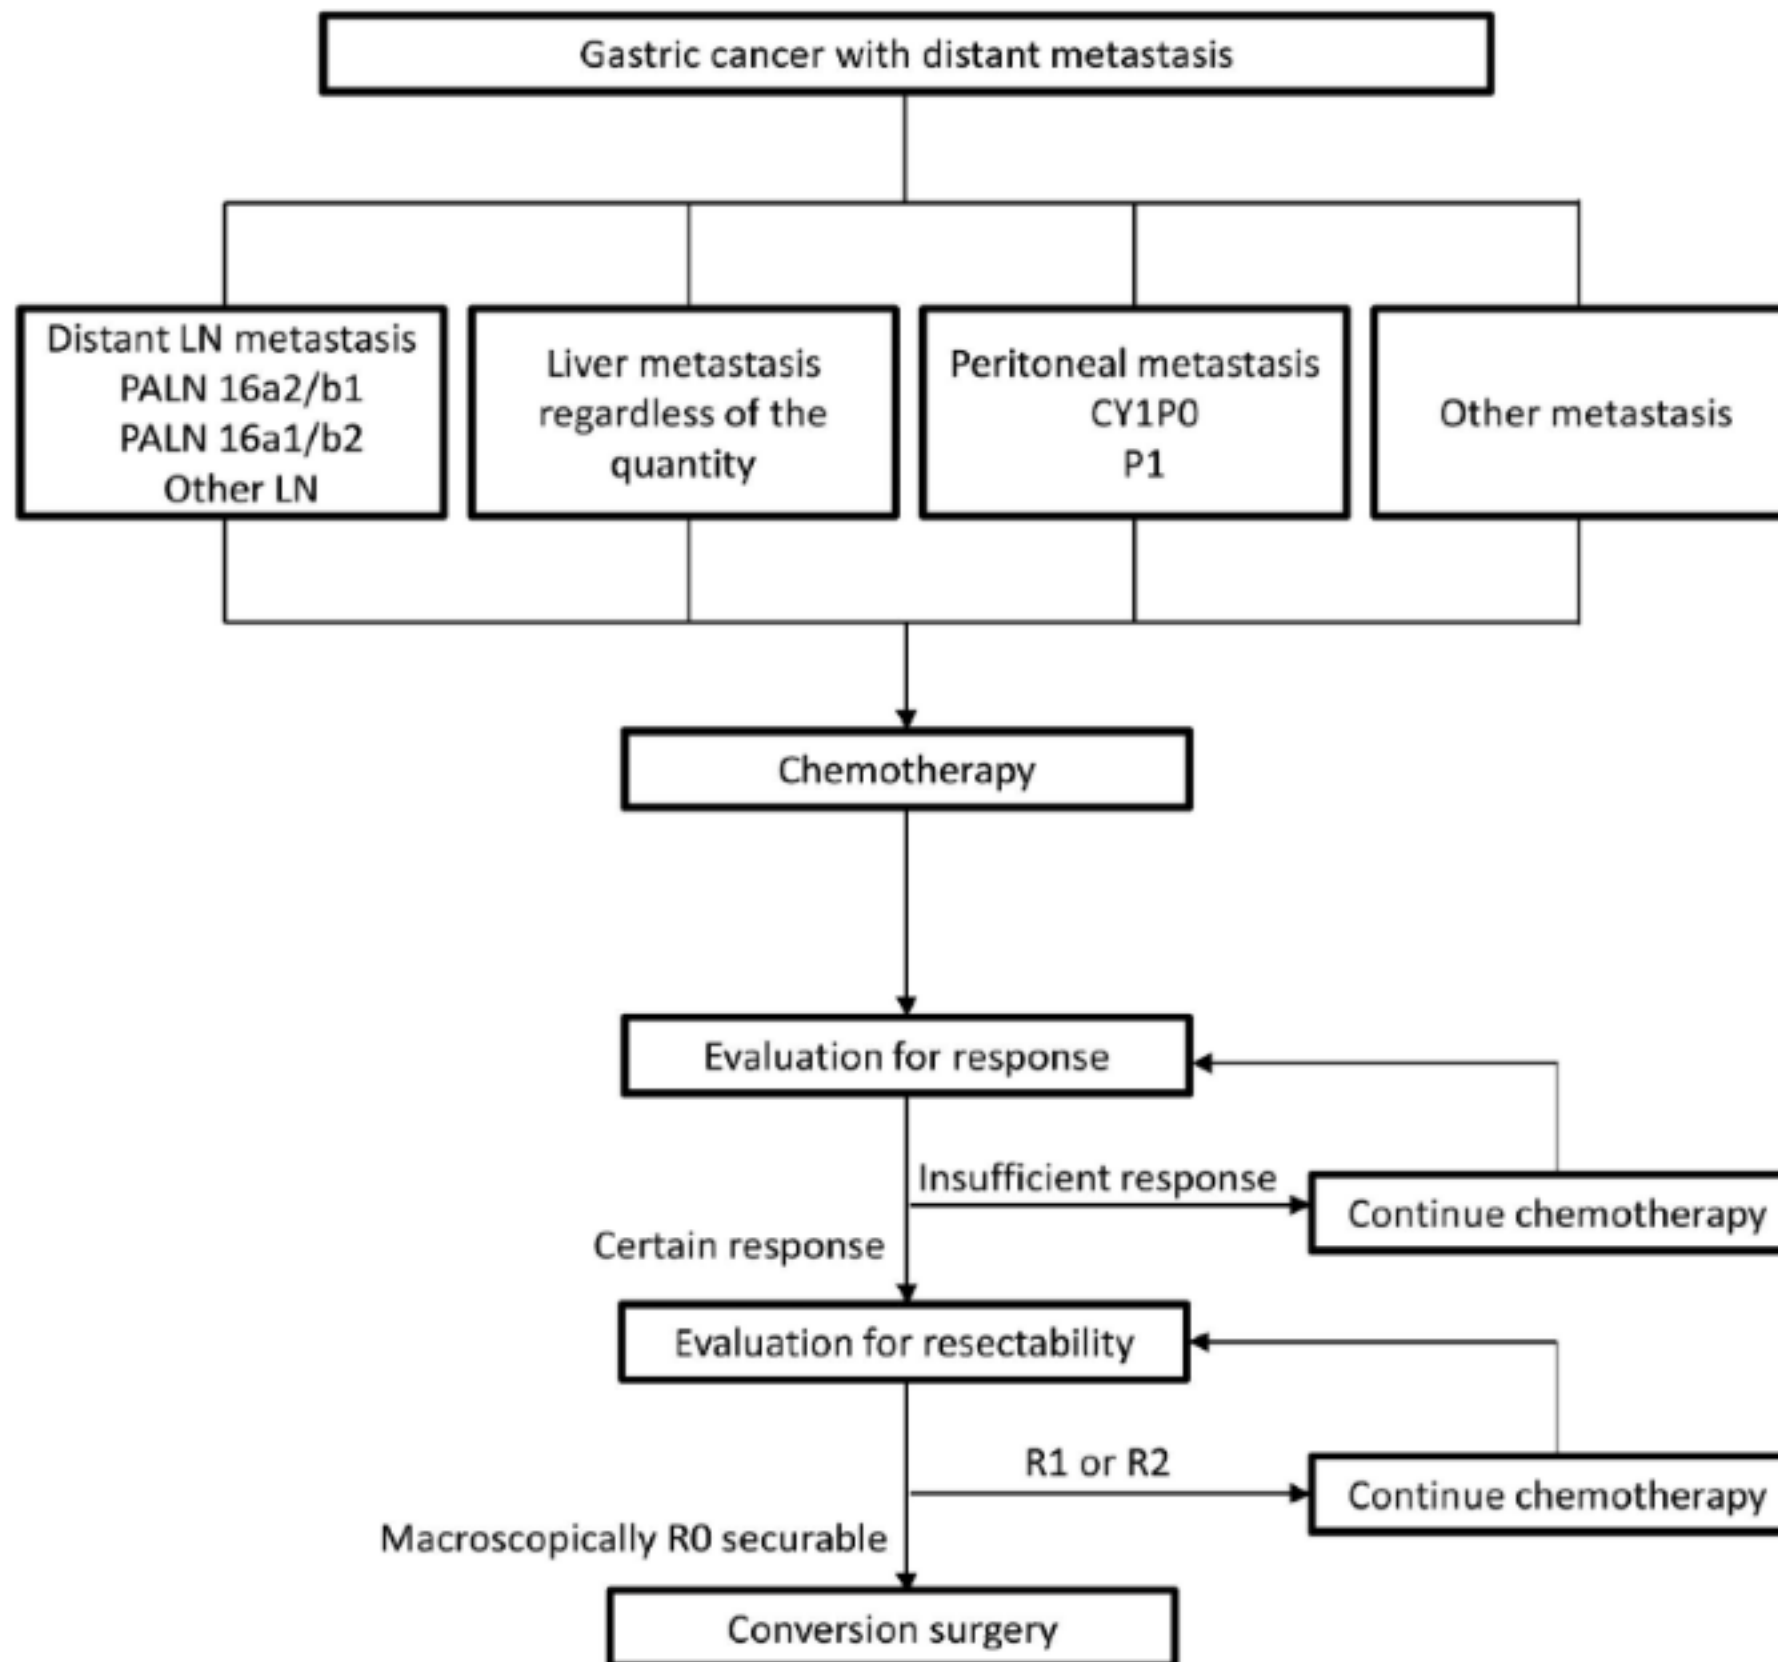 Gastric cancer with distant metastasis
Distant LN metastasis
PALN 16a2/b1
PALN 16a1/b2
Other LN
Liver metastasis
regardless of the
quantity
Peritoneal metastasis
CY1P0
P1
Other metastasis
Chemotherapy
Evaluation for response
Insufficient response
Continue chemotherapy
Certain response
Evaluation for resectability
R1 or R2
Continue chemotherapy
Macroscopically R0 securable
Conversion surgery